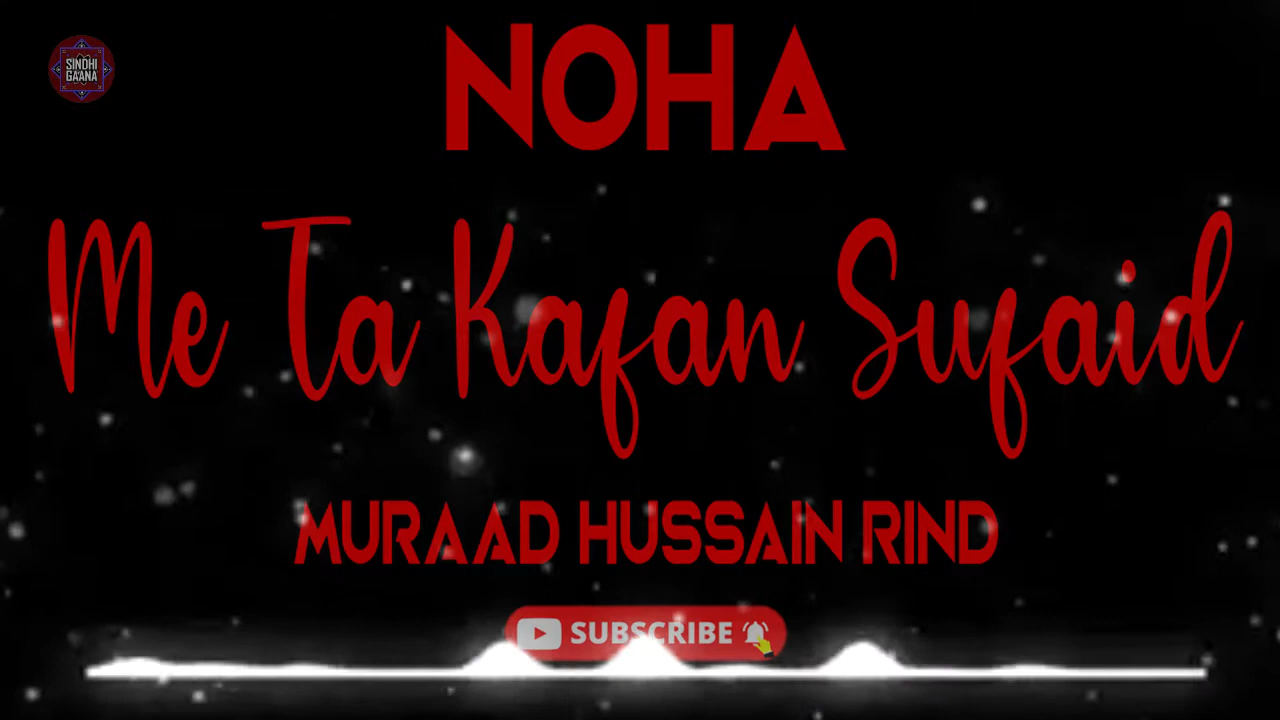 SINDHI
GAANA
NOHA
Me Ta Kafan Sufaid
MURAAD HUSSAIN RIND
SUBSCRIBE